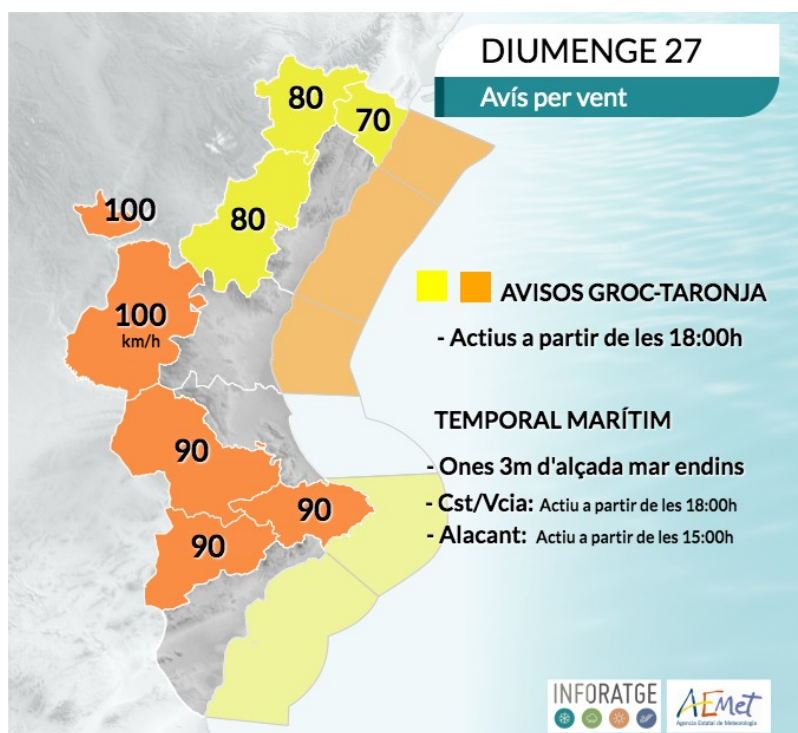 DIUMENGE 27
Avís per vent
80
70
80
100
100
km/h
90
90
90
AVISOS GROC-TARONJA
- Actius a partir de les 18:00h
TEMPORAL MARÍTIM
- Ones 3m d'alçada mar endins
- Cst/Vcia: Actiu a partir de les 18:00h
- Alacant: Actiu a partir de les 15:00h
INFORATGE
AEMet
Agencia Estatal de Meteorología